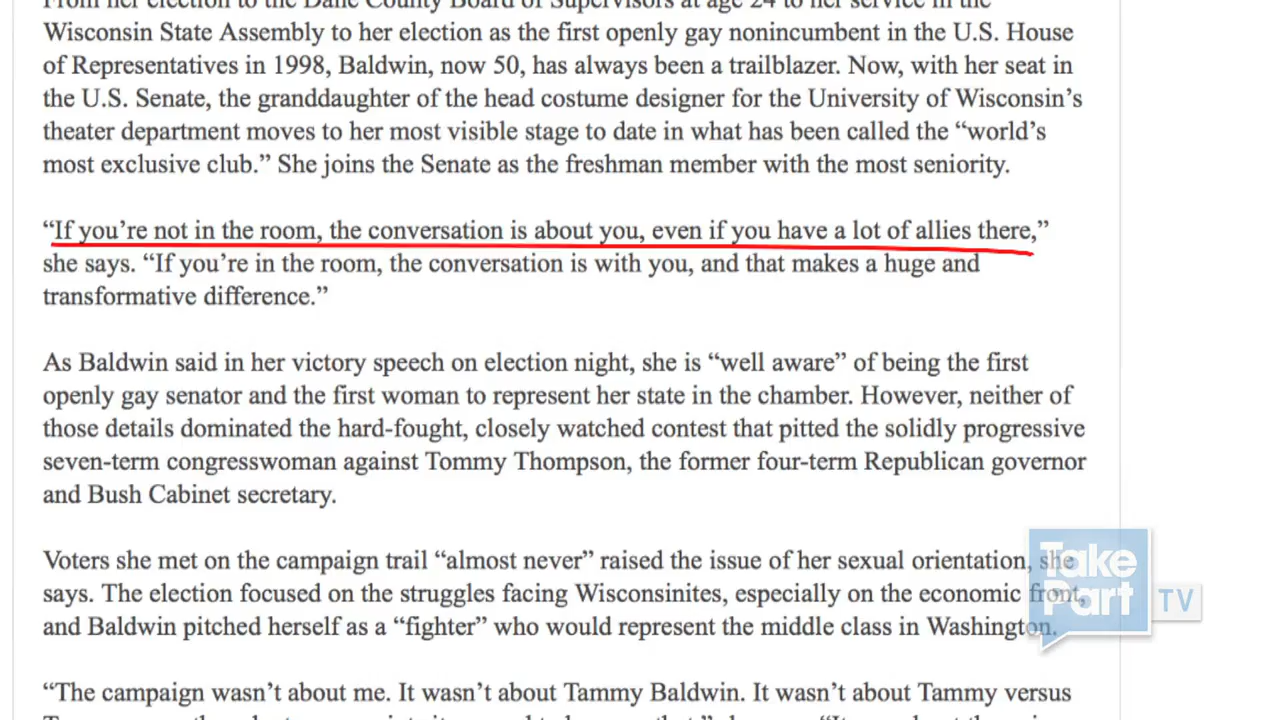 From her election to the Dane County Board of Supervisors at age 24 to her service in the
Wisconsin State Assembly to her election as the first openly gay nonincumbent in the U.S. House
of Representatives in 1998, Baldwin, now 50, has always been a trailblazer. Now, with her seat in
the U.S. Senate, the granddaughter of the head costume designer for the University of Wisconsin’s
theater department moves to her most visible stage to date in what has been called the “world’s
most exclusive club.” She joins the Senate as the freshman member with the most seniority.
“If you’re not in the room, the conversation is about you, even if you have a lot of allies there,”
she says. “If you’re in the room, the conversation is with you, and that makes a huge and
transformative difference.”
As Baldwin said in her victory speech on election night, she is “well aware” of being the first
openly gay senator and the first woman to represent her state in the chamber. However, neither of
those details dominated the hard-fought, closely watched contest that pitted the solidly progressive
seven-term congresswoman against Tommy Thompson, the former four-term Republican governor
and Bush Cabinet secretary.
Voters she met on the campaign trail “almost never” raised the issue of her sexual orientation, she
says. The election focused on the struggles facing Wisconsinites, especially on the economic front,
and Baldwin pitched herself as a “fighter” who would represent the middle class in Washington.
“The campaign wasn’t about me. It wasn’t about Tammy Baldwin. It wasn’t about Tammy versus
Take
Part
TV